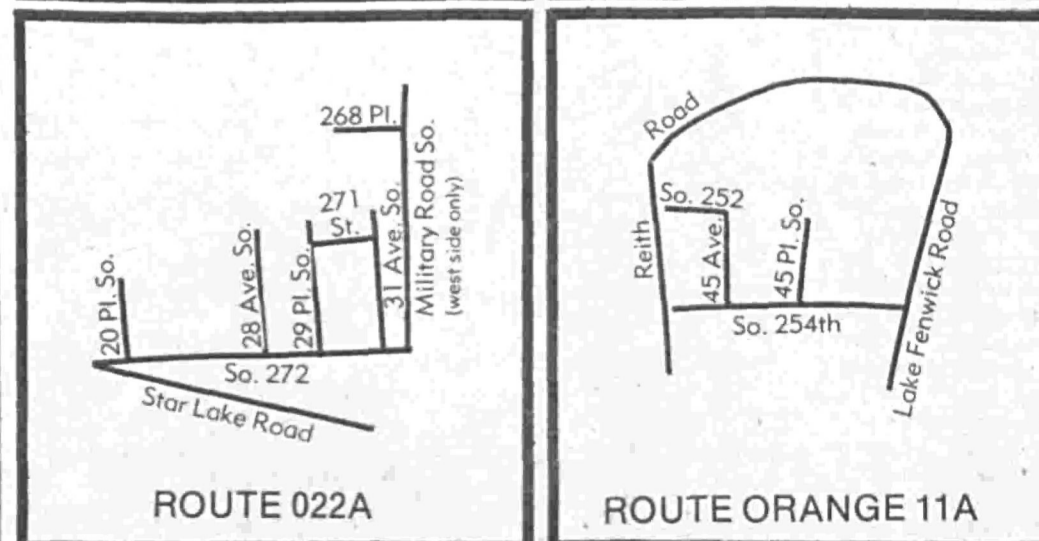 268 Pl.
271
St.
Military Road So.
(west side only)
31 Ave. So.
29 Pl. So.
28 Ave. So.
20 Pl. So.
So. 272
Star Lake Road
ROUTE 022A
Road
So. 252
Reith
45 Ave.
45 Pl. So.
So. 254th
Lake Fenwick Road
ROUTE ORANGE 11A